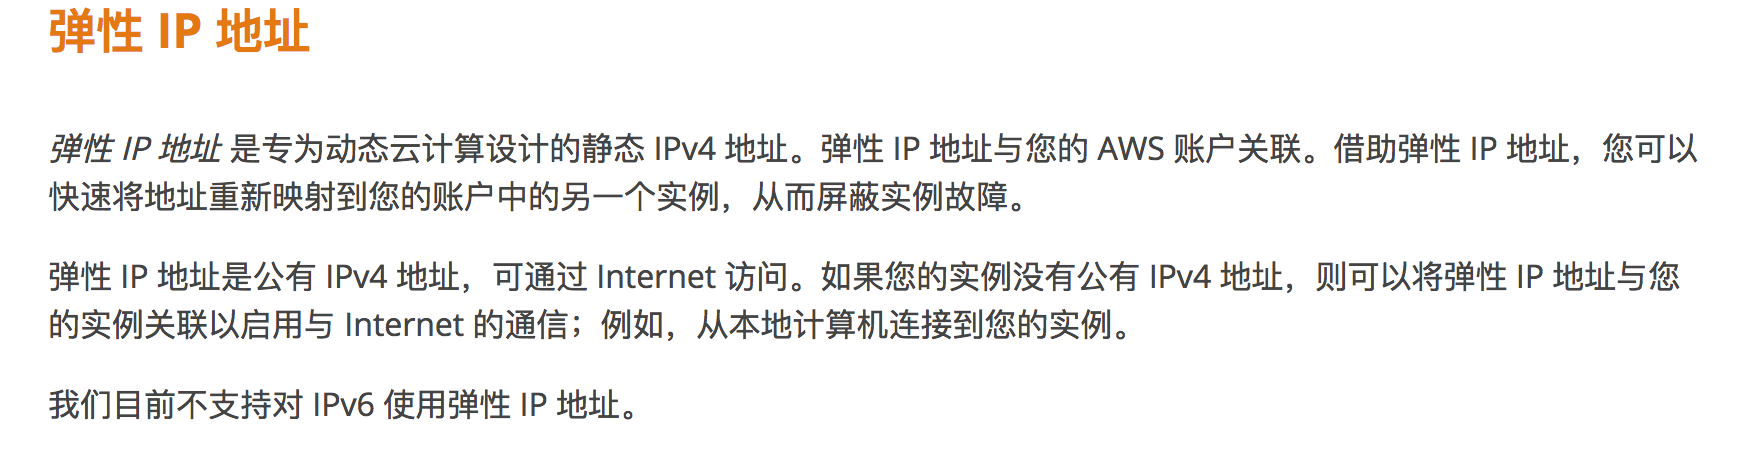 弹性 IP 地址
弹性 IP 地址 是专为动态云计算设计的静态 IPv4 地址。弹性 IP 地址与您的 AWS 账户关联。借助弹性 IP 地址，您可以
快速将地址重新映射到您的账户中的另一个实例，从而屏蔽实例故障。
弹性 IP 地址是公有 IPv4 地址，可通过 Internet 访问。如果您的实例没有公有 IPv4 地址，则可以将弹性 IP 地址与您
的实例关联以启用与 Internet 的通信；例如，从本地计算机连接到您的实例。
我们目前不支持对 IPv6 使用弹性 IP 地址。